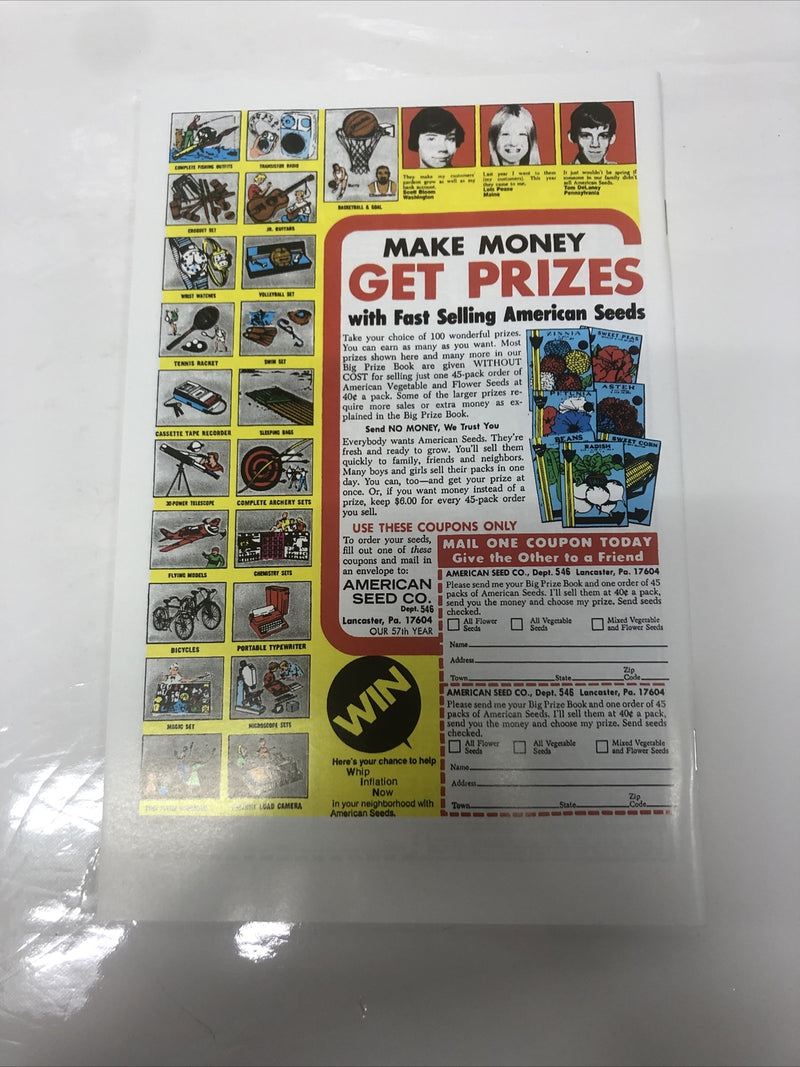 COMPLETE FISHING OUTFITS
TRANSISTOR RADIO
CROQUET SET
JR. GUITARS
BASKETBALL & GOAL
WRIST WATCHES
VOLLEYBALL SET
TENNIS RACKET
SWIM SET
CASSETTE TAPE RECORDER
SLEEPING BAGS
30-POWER TELESCOPE
COMPLETE ARCHERY SETS
FLYING MODELS
CHEMISTRY SETS
BICYCLES
PORTABLE TYPEWRITER
MAGIC SET
MICROSCOPE SETS
LOAD CAMERA
They make my customers'
gardens grow as well as my
bank account.
Scott Bloom
Washington
Last year I went to them
(my customers). This year
they came to me.
Lois Pease
Maine
It just wouldn't be spring if
someone in our family didn't
sell American Seeds.
Tom DeLaney
Pennsylvania
MAKE MONEY
GET PRIZES
with Fast Selling American Seeds
Take your choice of 100 wonderful prizes.
You can earn as many as you want. Most
prizes shown here and many more in our
Big Prize Book are given WITHOUT
COST for selling just one 45-pack order of
American Vegetable and Flower Seeds at
40¢ a pack. Some of the larger prizes re-
quire more sales or extra money as ex-
plained in the Big Prize Book.
Send NO MONEY, We Trust You
Everybody wants American Seeds. They're
fresh and ready to grow. You'll sell them
quickly to family, friends and neighbors.
Many boys and girls sell their packs in one
day. You can, too—and get your prize at
once. Or, if you want money instead of a
prize, keep $6.00 for every 45-pack order
you sell.
ZINNIA
SWEET PEAS
PETUNIA
ASTER
BEANS
RADISH
SWEET CORN
USE THESE COUPONS ONLY
To order your seeds,
fill out one of these
coupons and mail in
an envelope to:
AMERICAN
SEED CO.
Dept. 546
Lancaster, Pa. 17604
OUR 57th YEAR
MAIL ONE COUPON TODAY
Give the Other to a Friend
AMERICAN SEED CO., Dept. 546 Lancaster, Pa. 17604
Please send me your Big Prize Book and one order of 45
packs of American Seeds. I'll sell them at 40¢ a pack,
send you the money and choose my prize. Send seeds
checked.
All Flower Seeds
All Vegetable Seeds
Mixed Vegetable and Flower Seeds
Name
Address
Town State Zip Code
AMERICAN SEED CO., Dept. 546 Lancaster, Pa. 17604
Please send me your Big Prize Book and one order of 45
packs of American Seeds. I'll sell them at 40¢ a pack,
send you the money and choose my prize. Send seeds
checked.
All Flower Seeds
All Vegetable Seeds
Mixed Vegetable and Flower Seeds
Name
Address
Town State Zip Code
WIN
Here's your chance to help
Whip
Inflation
Now
in your neighborhood with
American Seeds.